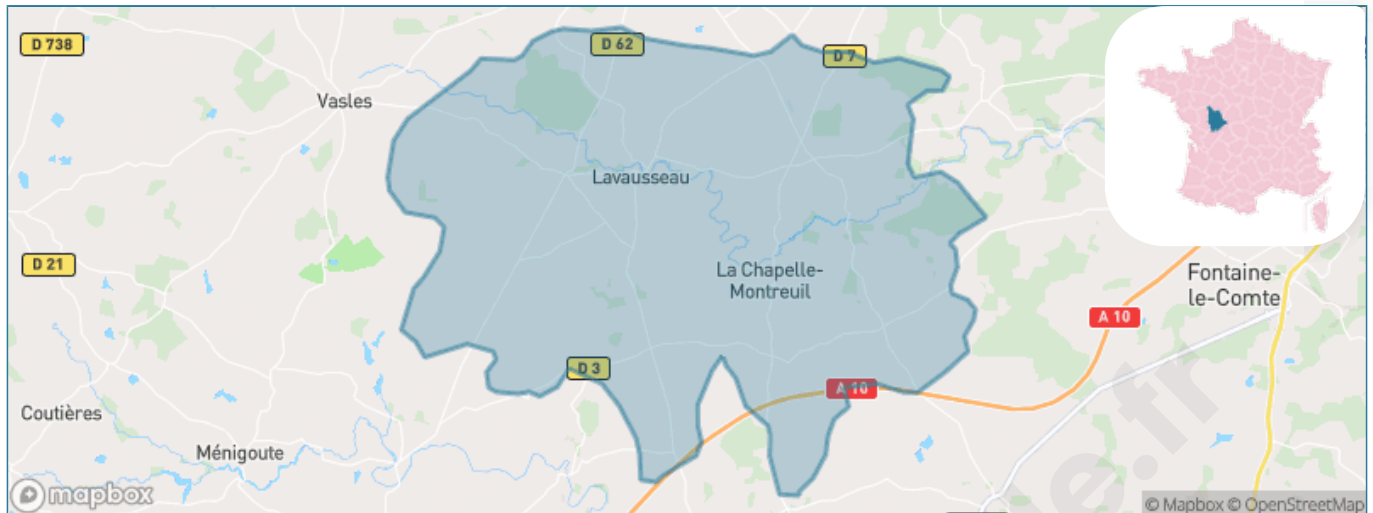 D 738
D 62
D 7
Vasles
Lavausseau
D 21
La Chapelle-
Montreuil
Fontaine-
le-Comte
A 10
D 3
A 10
Coutières
Ménigoute
mapbox
© Mapbox © OpenStreetMap